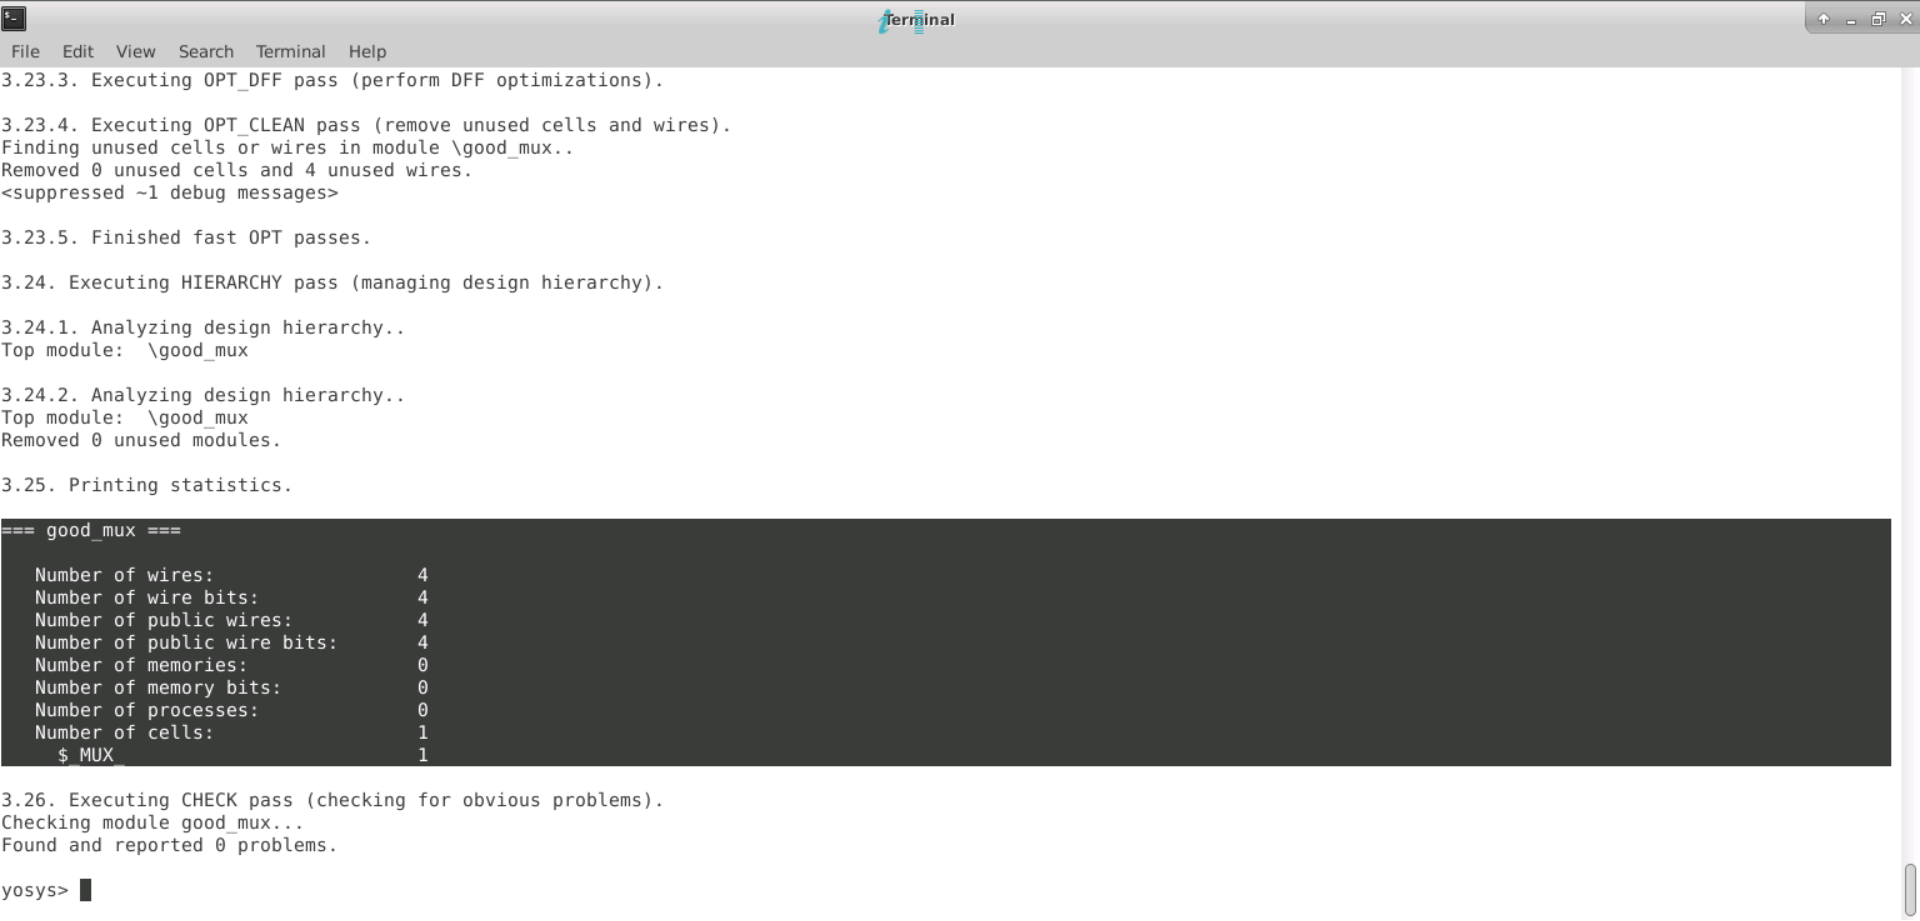 Terminal
File Edit View Search Terminal Help
3.23.3. Executing OPT_DFF pass (perform DFF optimizations).
3.23.4. Executing OPT_CLEAN pass (remove unused cells and wires).
Finding unused cells or wires in module \good_mux..
Removed 0 unused cells and 4 unused wires.
<suppressed ~1 debug messages>
3.23.5. Finished fast OPT passes.
3.24. Executing HIERARCHY pass (managing design hierarchy).
3.24.1. Analyzing design hierarchy..
Top module:  \good_mux
3.24.2. Analyzing design hierarchy..
Top module:  \good_mux
Removed 0 unused modules.
3.25. Printing statistics.
=== good_mux ===
Number of wires: 4
Number of wire bits: 4
Number of public wires: 4
Number of public wire bits: 4
Number of memories: 0
Number of memory bits: 0
Number of processes: 0
Number of cells: 1
$_MUX_ 1
3.26. Executing CHECK pass (checking for obvious problems).
Checking module good_mux...
Found and reported 0 problems.
yosys>